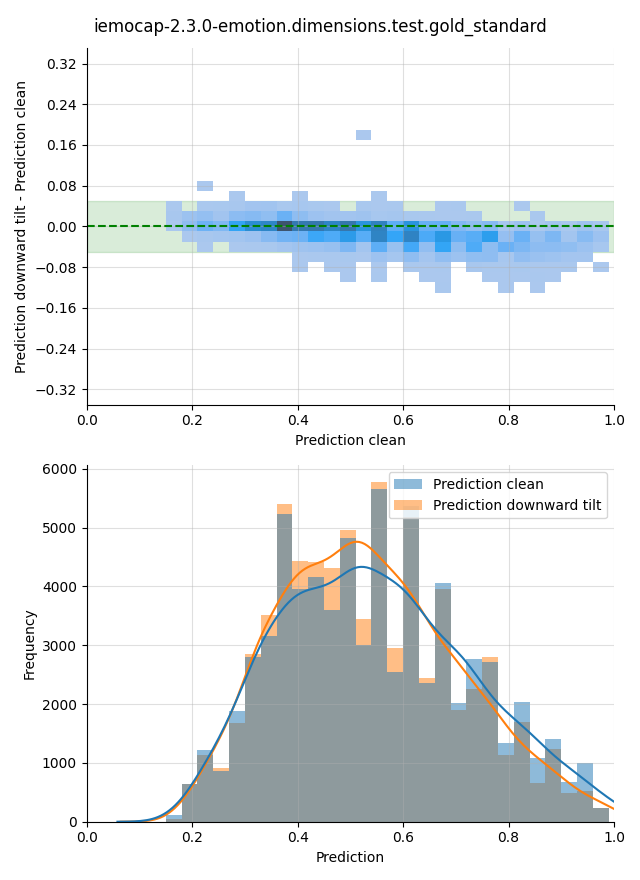 iemocap-2.3.0-emotion.dimensions.test.gold_standard
Prediction downward tilt - Prediction clean
0.32
0.24
0.16
0.08
0.00
−0.08
−0.16
−0.24
−0.32
0.0 0.2 0.4 0.6 0.8 1.0
Prediction clean
Frequency
6000
5000
4000
3000
2000
1000
0
Prediction clean
Prediction downward tilt
0.0 0.2 0.4 0.6 0.8 1.0
Prediction